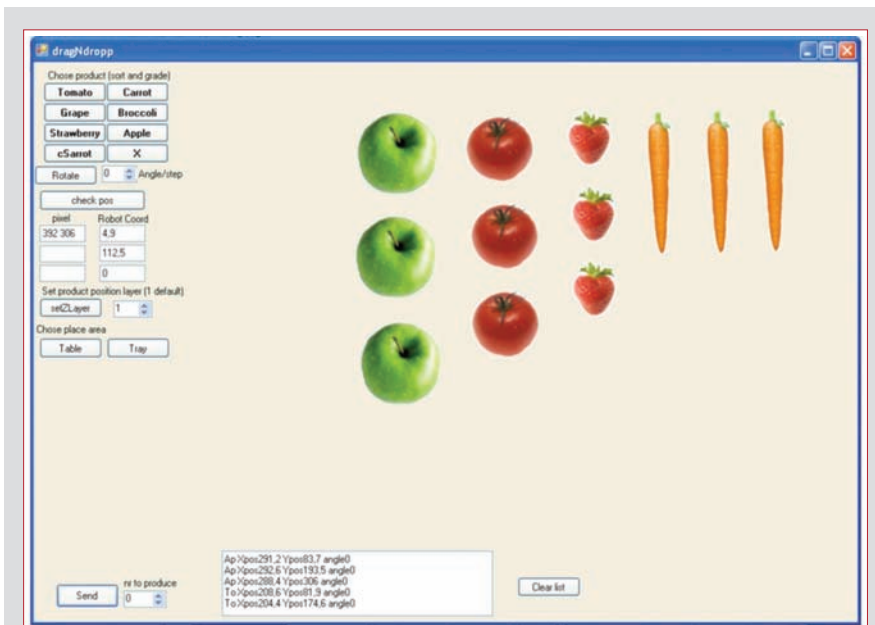 dragNdropp
Chose product (sort and grade)
Tomato Carrot
Grape Broccoli
Strawberry Apple
cSarrot X
Rotate 0 Angle/step
check pos
pixel Robot Coord
392 306 4,9
112,5
0
Set product position layer (1 default)
setZLayer 1
Chose place area
Table Tray
Ap Xpos291,2 Ypos83,7 angle0
Ap Xpos292,6 Ypos193,5 angle0
Ap Xpos288,4 Ypos306 angle0
To Xpos208,6 Ypos81,9 angle0
To Xpos204,4 Ypos174,6 angle0
Clear list
nr to produce
Send 0